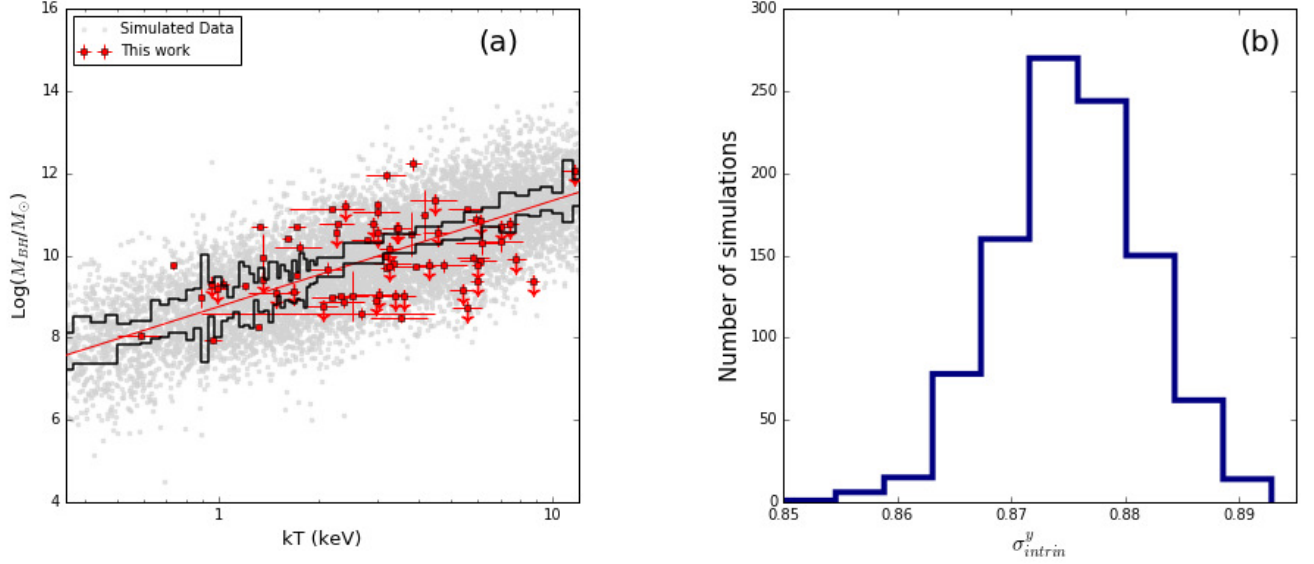 Simulated Data
This work
(a)
Log(M_BH/M_⊙)
16
14
12
10
8
6
4
1
10
kT (keV)
(b)
Number of simulations
300
250
200
150
100
50
0
0.85
0.86
0.87
0.88
0.89
σ^y_intrin